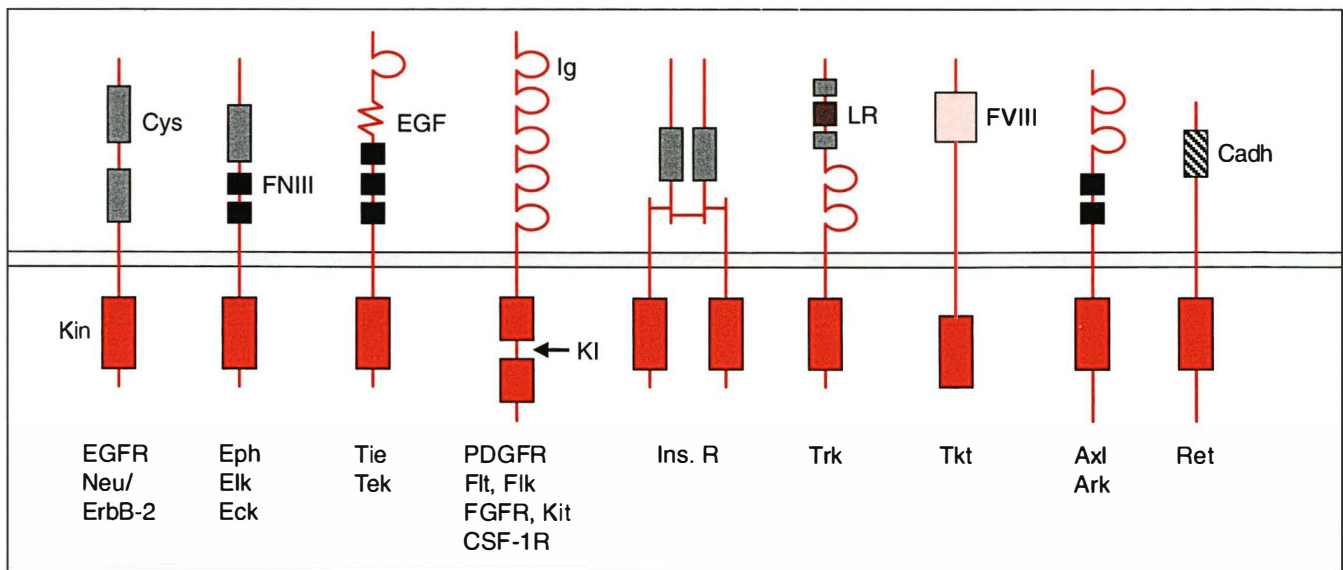 Ig
Cys
EGF
LR
FVIII
Cadh
FNIII
Kin
KI
EGFR
Neu/
ErbB-2
Eph
Elk
Eck
Tie
Tek
PDGFR
Flt, Flk
FGFR, Kit
CSF-1R
Ins. R
Trk
Tkt
Axl
Ark
Ret